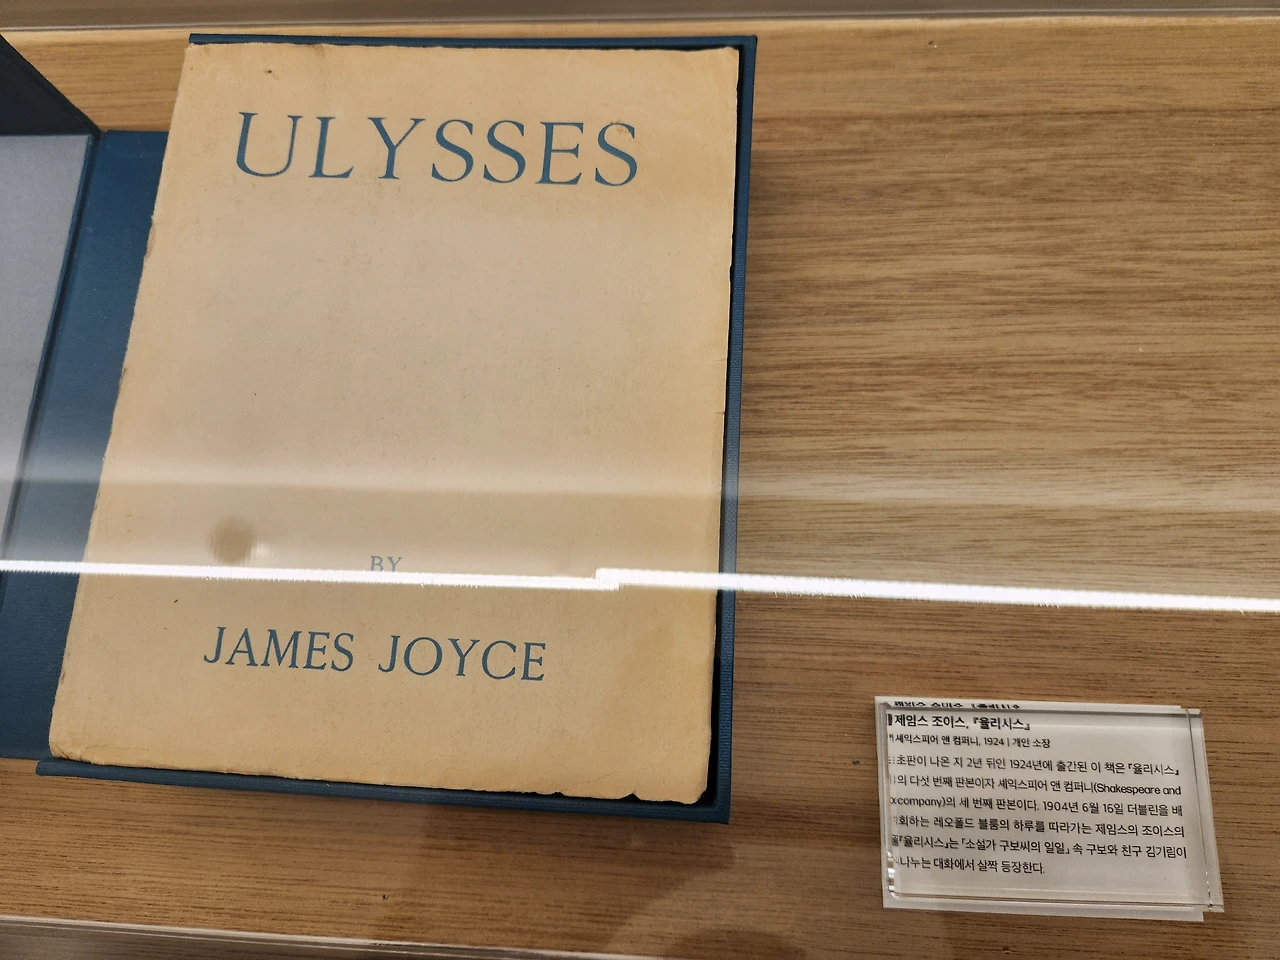 ULYSSES
BY
JAMES JOYCE
제임스 조이스, 『율리시스』
셰익스피어 앤 컴퍼니, 1924 | 개인 소장
초판이 나온 지 2년 뒤인 1924년에 출간된 이 책은 『율리시스』
의 다섯 번째 판본이자 셰익스피어 앤 컴퍼니(Shakespeare and
company)의 세 번째 판본이다. 1904년 6월 16일 더블린을 배
회하는 레오폴드 블룸의 하루를 따라가는 제임스의 조이스의
『율리시스』는 「소설가 구보씨의 일일」 속 구보와 친구 김기림이
나누는 대화에서 살짝 등장한다.